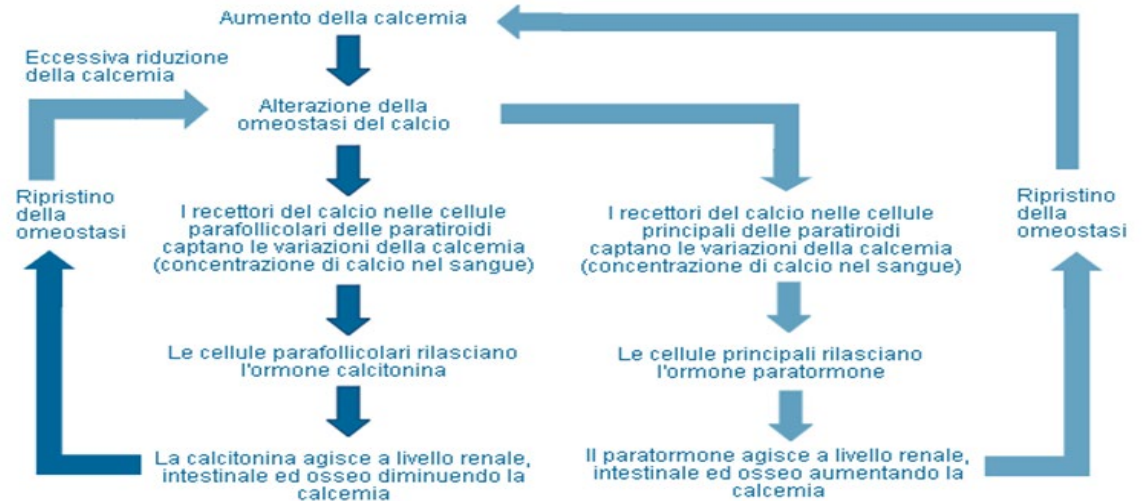 Aumento della calcemia
Eccessiva riduzione
della calcemia
Alterazione della
omeostasi del calcio
Ripristino
della
omeostasi
I recettori del calcio nelle cellule
parafollicolari delle paratiroidi
captano le variazioni della calcemia
(concentrazione di calcio nel sangue)
I recettori del calcio nelle cellule
principali delle paratiroidi
captano le variazioni della calcemia
(concentrazione di calcio nel sangue)
Ripristino
della
omeostasi
Le cellule parafollicolari rilasciano
l'ormone calcitonina
Le cellule principali rilasciano
l'ormone paratormone
La calcitonina agisce a livello renale,
intestinale ed osseo diminuendo la
calcemia
Il paratormone agisce a livello renale,
intestinale ed osseo aumentando la
calcemia